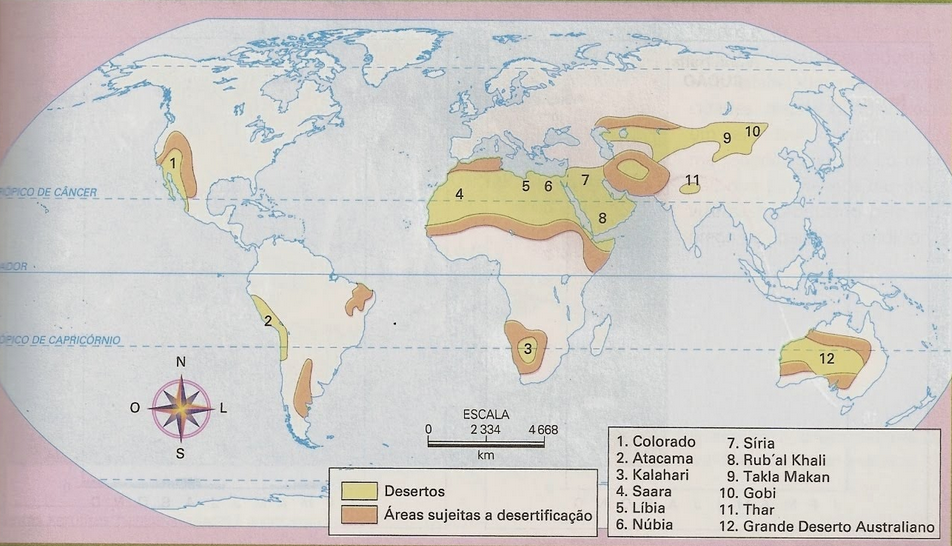 RÓPICO DE CÂNCER
ADOR
ÓPICO DE CAPRICÓRNIO
1
2
3
4
5
6
7
8
9
10
11
12
N
O
L
S
ESCALA
0 2 334 4 668
km
Desertos
Áreas sujeitas a desertificação
1. Colorado
2. Atacama
3. Kalahari
4. Saara
5. Líbia
6. Núbia
7. Síria
8. Rub´al Khali
9. Takla Makan
10. Gobi
11. Thar
12. Grande Deserto Australiano